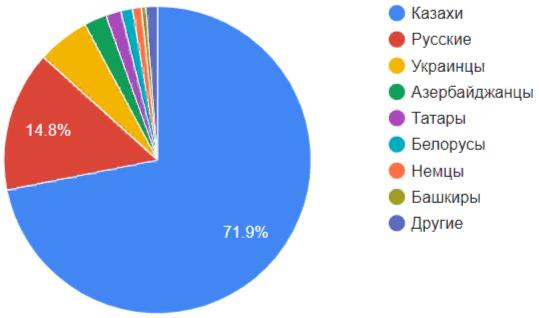 Казахи
Русские
Украинцы
Азербайджанцы
Татары
Белорусы
Немцы
Башкиры
Другие
14.8%
71.9%